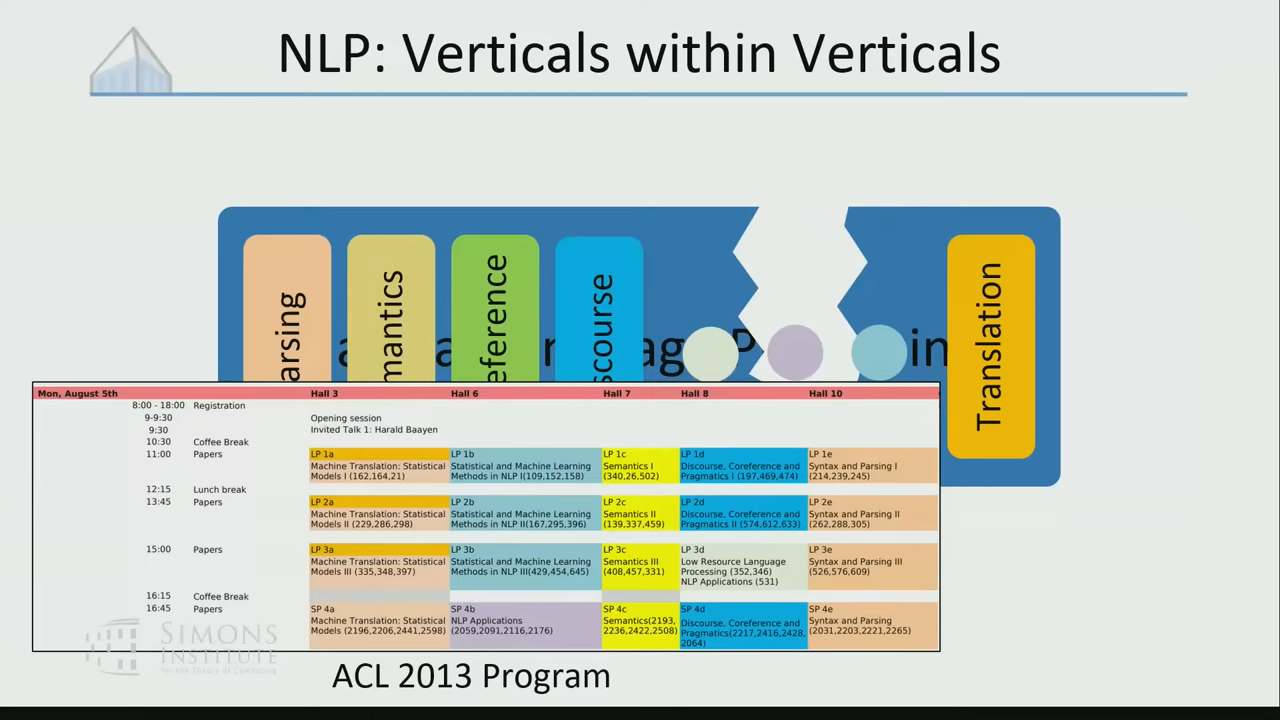 NLP: Verticals within Verticals
arsing
mantics
eference
scourse
Translation
Mon, August 5th Hall 3 Hall 6 Hall 7 Hall 8 Hall 10
8:00 - 18:00 Registration
9-9:30 Opening session
9:30 Invited Talk 1: Harald Baayen
10:30 Coffee Break
11:00 Papers LP 1a LP 1b LP 1c LP 1d LP 1e
Machine Translation: Statistical Statistical and Machine Learning Semantics I Discourse, Coreference and Syntax and Parsing I
Models I (162,164,21) Methods in NLP I(109,152,158) (340,26,502) Pragmatics I (197,469,474) (214,239,245)
12:15 Lunch break
13:45 Papers LP 2a LP 2b LP 2c LP 2d LP 2e
Machine Translation: Statistical Statistical and Machine Learning Semantics II Discourse, Coreference and Syntax and Parsing II
Models II (229,286,298) Methods in NLP II(167,295,396) (139,337,459) Pragmatics II (574,612,633) (262,288,305)
15:00 Papers LP 3a LP 3b LP 3c LP 3d LP 3e
Machine Translation: Statistical Statistical and Machine Learning Semantics III Low Resource Language Syntax and Parsing III
Models III (335,348,397) Methods in NLP III(429,454,645) (408,457,331) Processing (352,346) (526,576,609)
NLP Applications (531)
16:15 Coffee Break
16:45 Papers SP 4a SP 4b SP 4c SP 4d SP 4e
Machine Translation: Statistical NLP Applications Semantics(2193, Discourse, Coreference and Syntax and Parsing
Models (2196,2206,2441,2598) (2059,2091,2116,2176) 2236,2422,2508) Pragmatics(2217,2416,2428, (2031,2203,2221,2265)
2064)
SIMONS
INSTITUTE
for the Theory of Computing
ACL 2013 Program